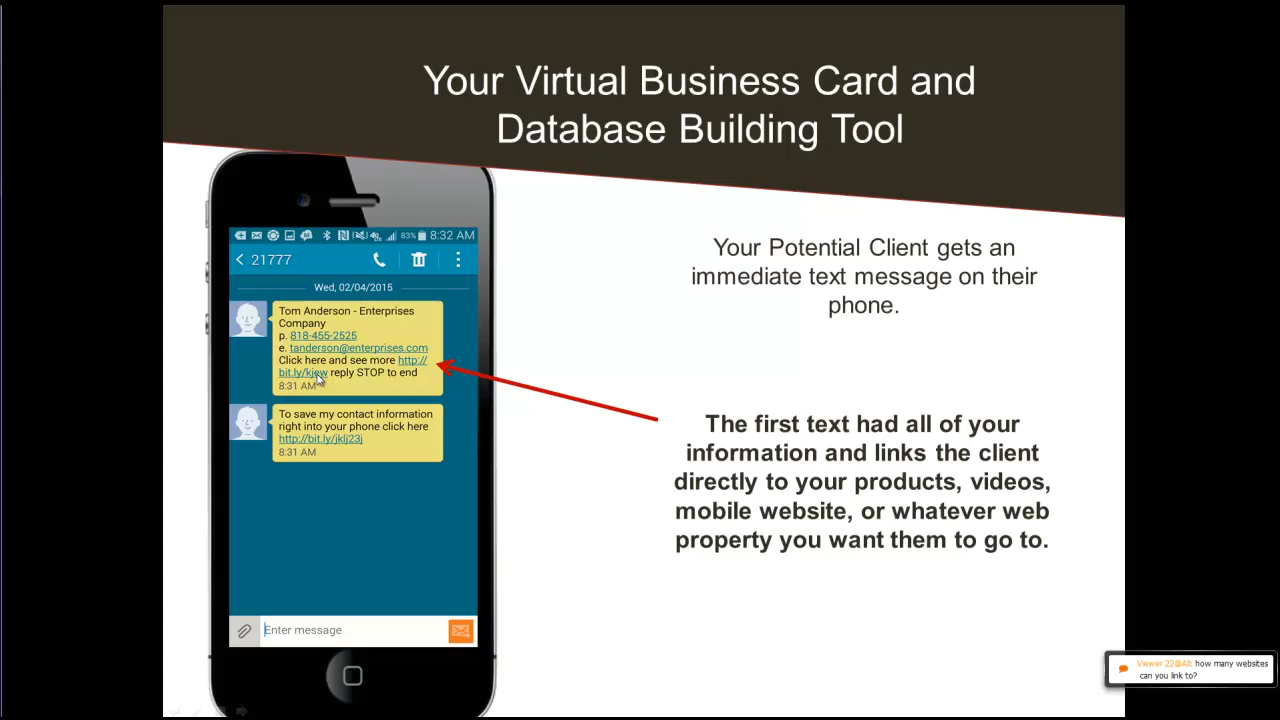 Your Virtual Business Card and
Database Building Tool
83% 8:32 AM
21777
Wed, 02/04/2015
Tom Anderson - Enterprises
Company
p. 818-455-2525
e. tanderson@enterprises.com
Click here and see more http://
reply STOP to end
8:31 AM
To save my contact information
right into your phone click here
http://bit.ly/jklj23j
8:31 AM
Enter message
Your Potential Client gets an
immediate text message on their
phone.
The first text had all of your
information and links the client
directly to your products, videos,
mobile website, or whatever web
property you want them to go to.
Viewer 22@All: how many websites
can you link to?